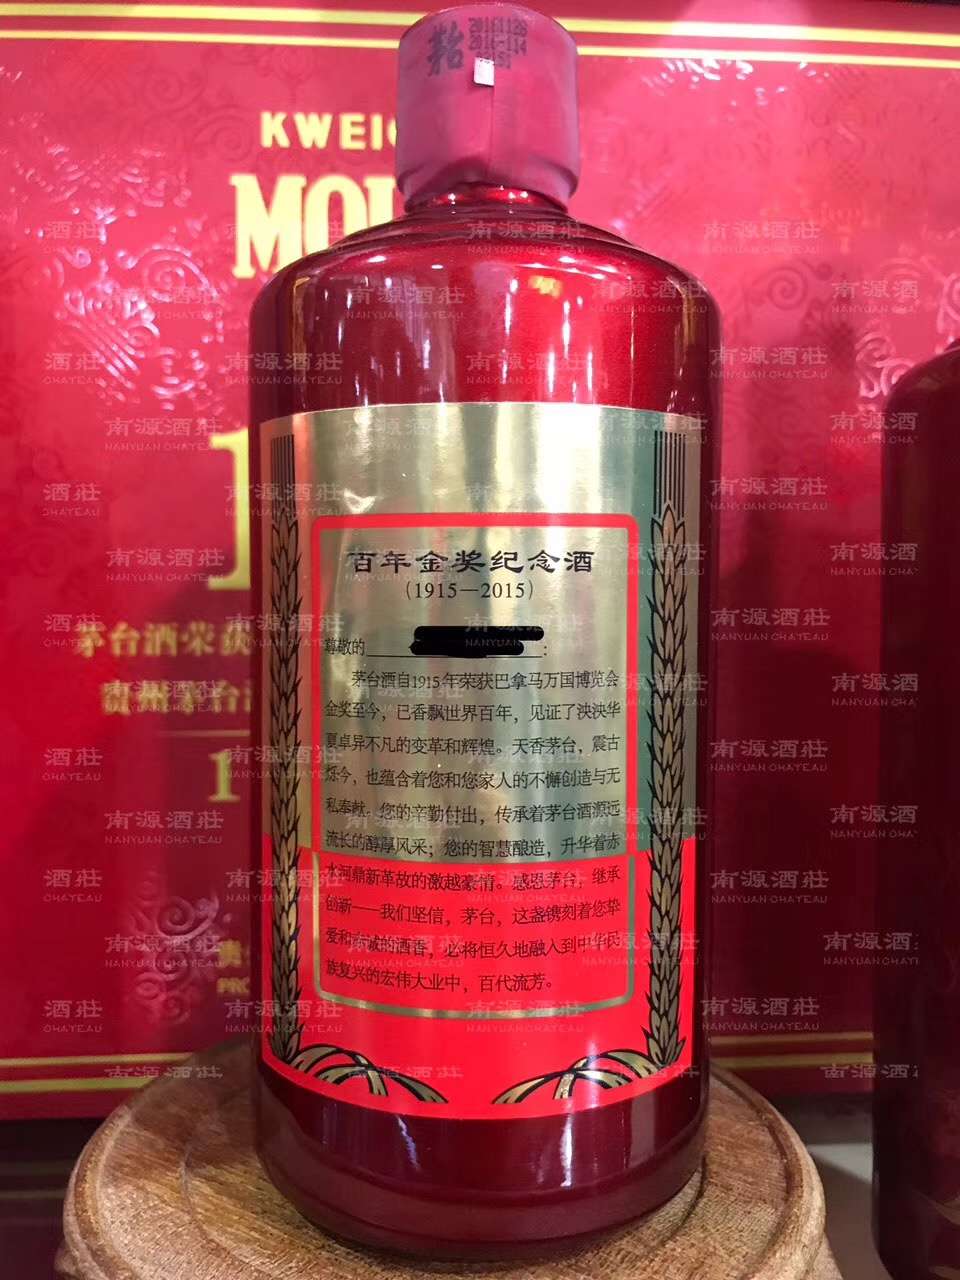 KWEIC
MOU
百年金奖纪念酒
(1915—2015)
尊敬的 :
茅台酒自1915年荣获巴拿马万国博览会
金奖至今，已香飘世界百年，见证了泱泱华
夏卓异不凡的变革和辉煌。天香茅台，震古
烁今，也蕴含着您和您家人的不懈创造与无
私奉献。您的辛勤付出，传承着茅台酒源远
流长的醇厚风采；您的智慧酿造，升华着赤
水河鼎新革故的激越豪情。感恩茅台，继承
创新——我们坚信，茅台，这盏镌刻着您挚
爱和赤诚的酒香，必将恒久地融入到中华民
族复兴的宏伟大业中，百代流芳。
茅台酒荣
贵州茅台酒
1
PRO
南源酒莊
NANYUAN CHATEAU